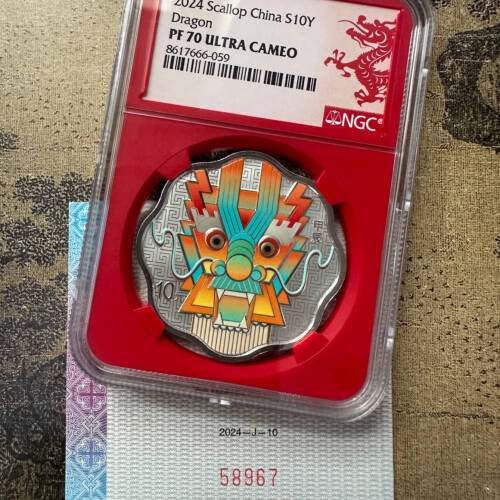 2024 Scallop China S10Y
Dragon
PF 70 ULTRA CAMEO
8617666-059
NGC
10
2024—J—10
58967